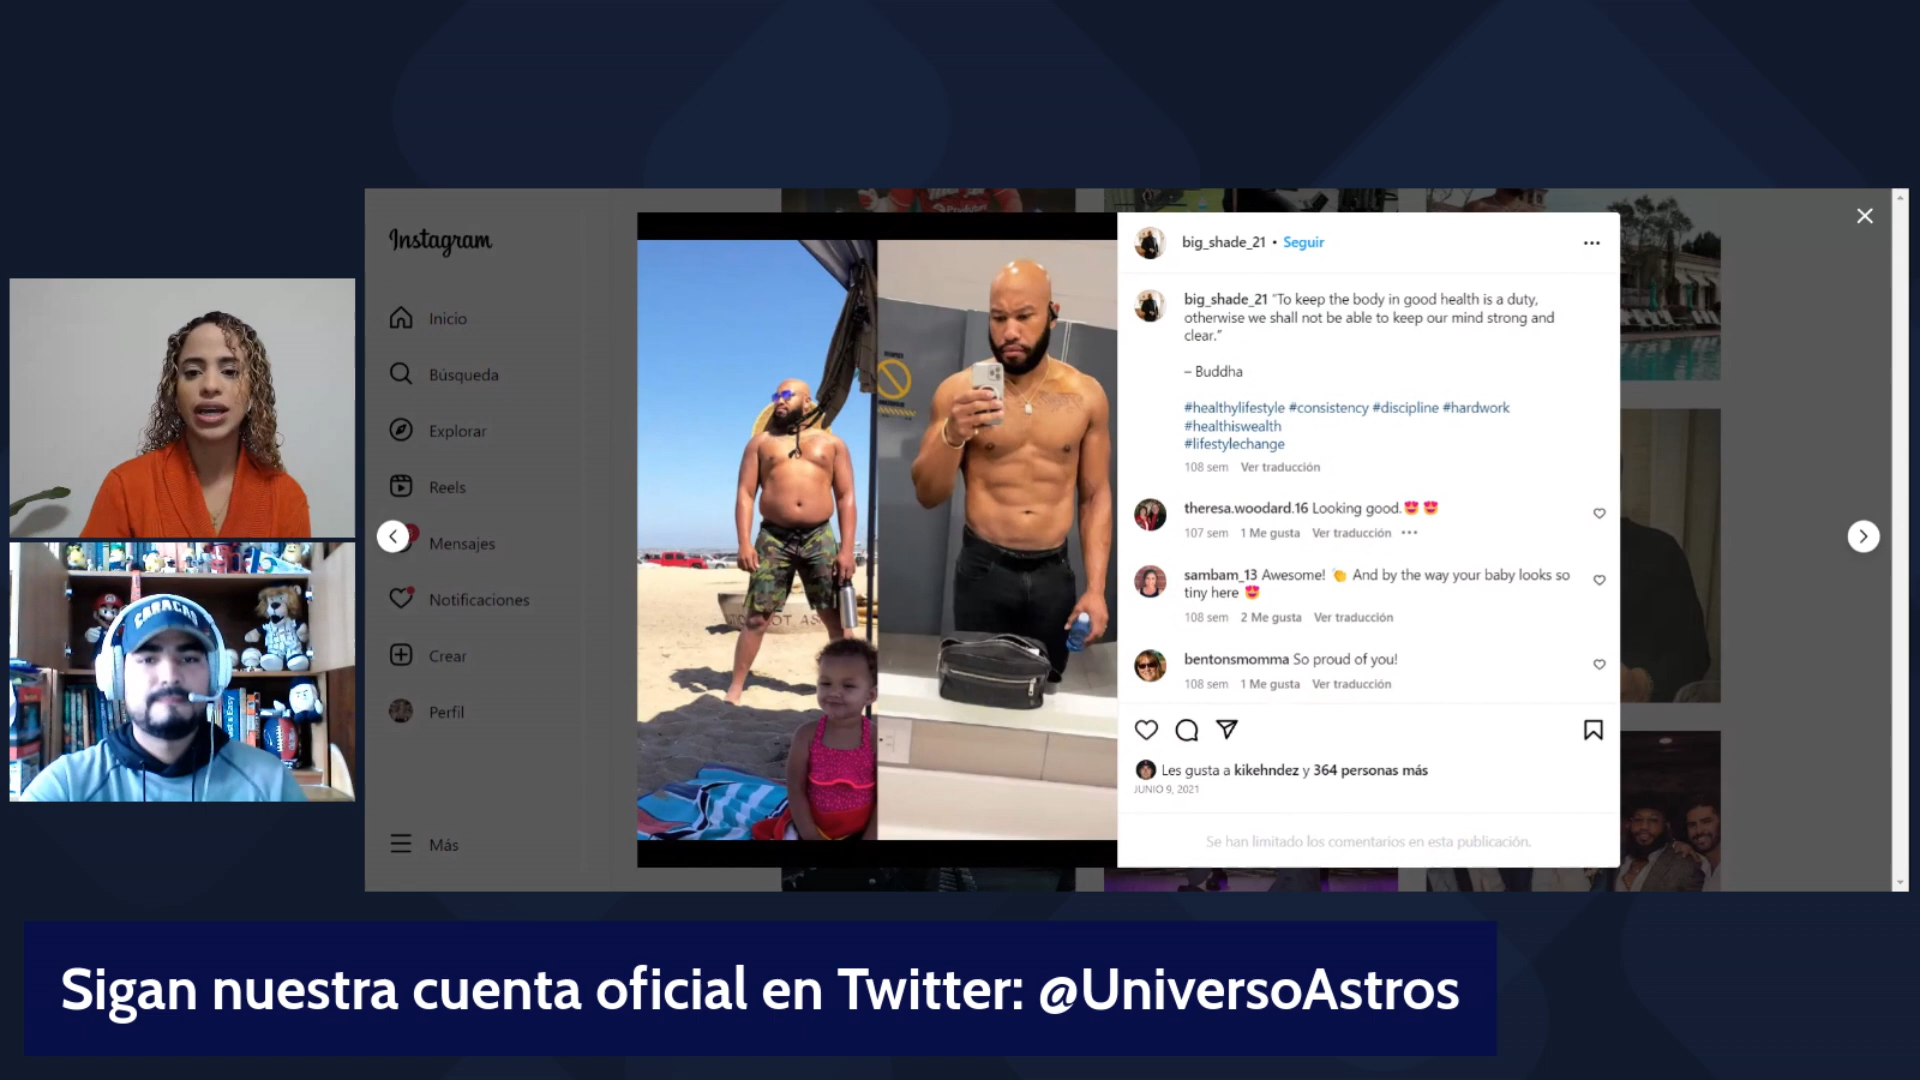 Instagram
Inicio
Búsqueda
Explorar
Reels
Mensajes
Notificaciones
Crear
Perfil
Más
CARACAS
big_shade_21 • Seguir
big_shade_21 “To keep the body in good health is a duty,
otherwise we shall not be able to keep our mind strong and
clear.”
– Buddha
#healthylifestyle #consistency #discipline #hardwork
#healthiswealth
#lifestylechange
108 sem Ver traducción
theresa.woodard.16 Looking good.😍 😍
107 sem 1 Me gusta Ver traducción
sambam_13 Awesome! 👏 And by the way your baby looks so
tiny here 😍
108 sem 2 Me gusta Ver traducción
bentonsmomma So proud of you!
108 sem 1 Me gusta Ver traducción
Les gusta a kikehndez y 364 personas más
JUNIO 9, 2021
Se han limitado los comentarios en esta publicación.
Sigan nuestra cuenta oficial en Twitter: @UniversoAstros